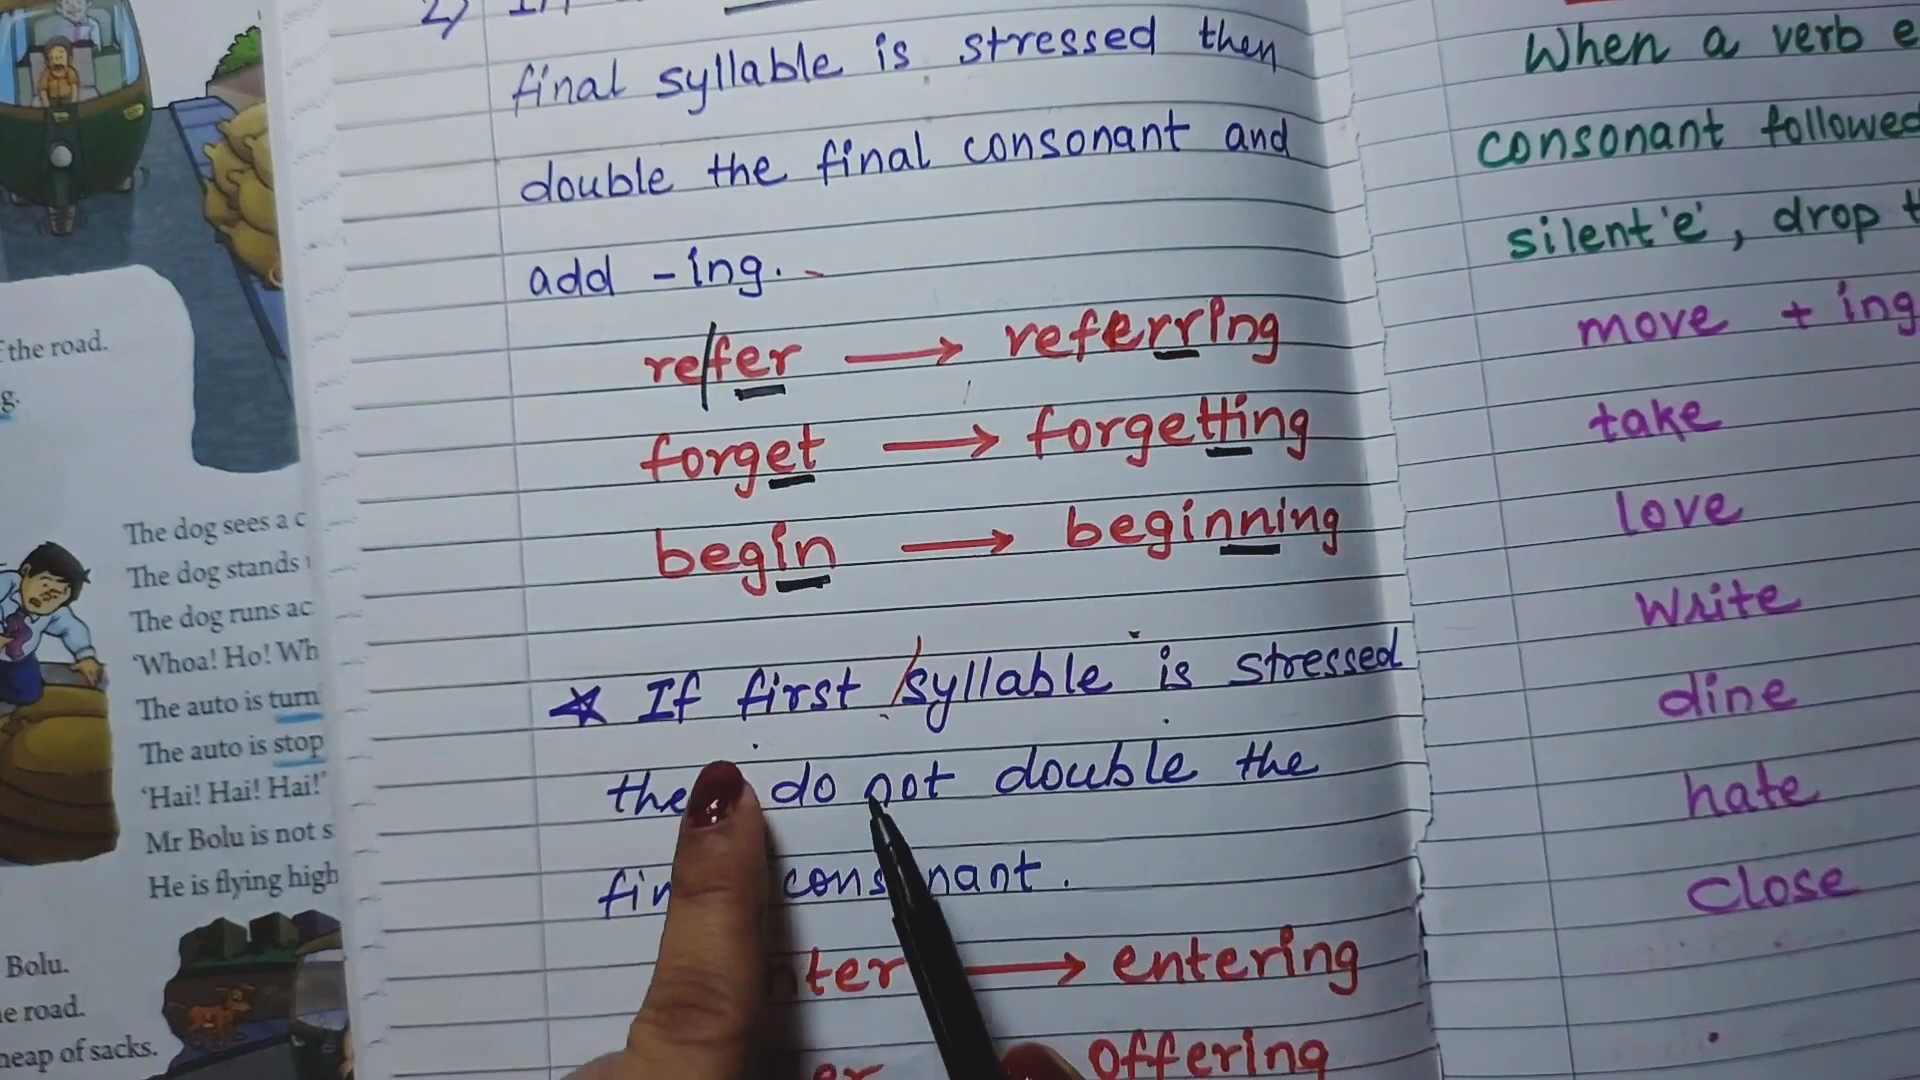 2)
final syllable is stressed then
double the final consonant and
add -ing.
refer → referring
forget → forgetting
begin → beginning
☆ If first syllable is stressed
the do not double the
consonant.
entering
offering
When a verb e
consonant followed
silent 'e', drop t
move + ing
take
love
write
dine
hate
close
the road.
g.
The dog sees a c
The dog stands
The dog runs ac
'Whoa! Ho! Wh
The auto is turn
The auto is stop
'Hai! Hai! Hai!'
Mr Bolu is not s
He is flying high
Bolu.
e road.
heap of sacks.